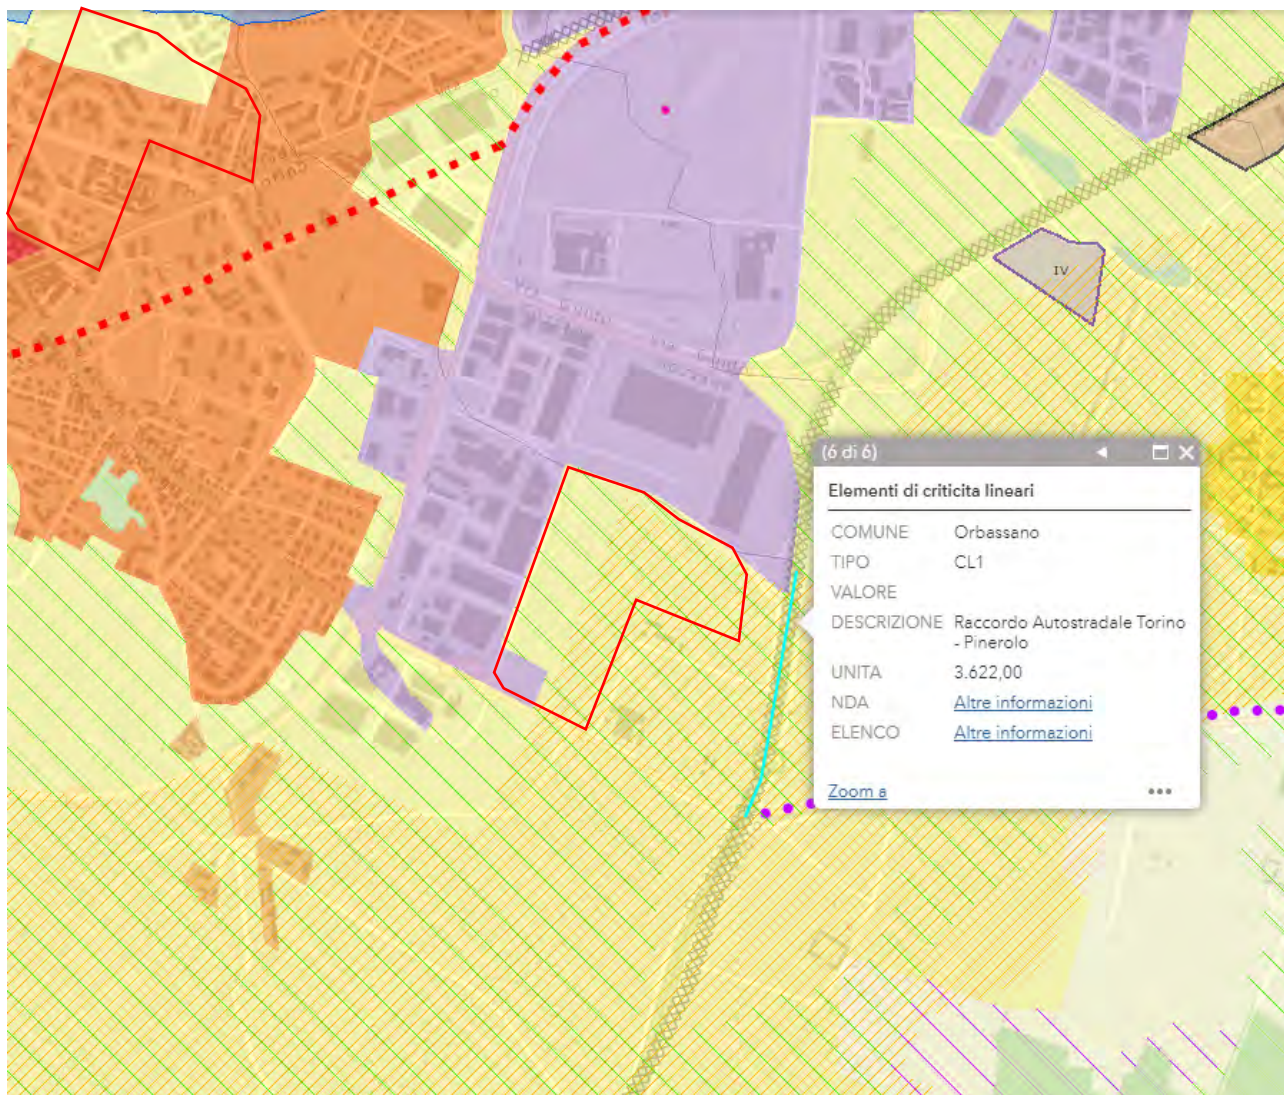 IV
(6 di 6)
Elementi di criticita lineari
COMUNE Orbassano
TIPO CL1
VALORE
DESCRIZIONE Raccordo Autostradale Torino
- Pinerolo
UNITA 3.622,00
NDA Altre informazioni
ELENCO Altre informazioni
Zoom a